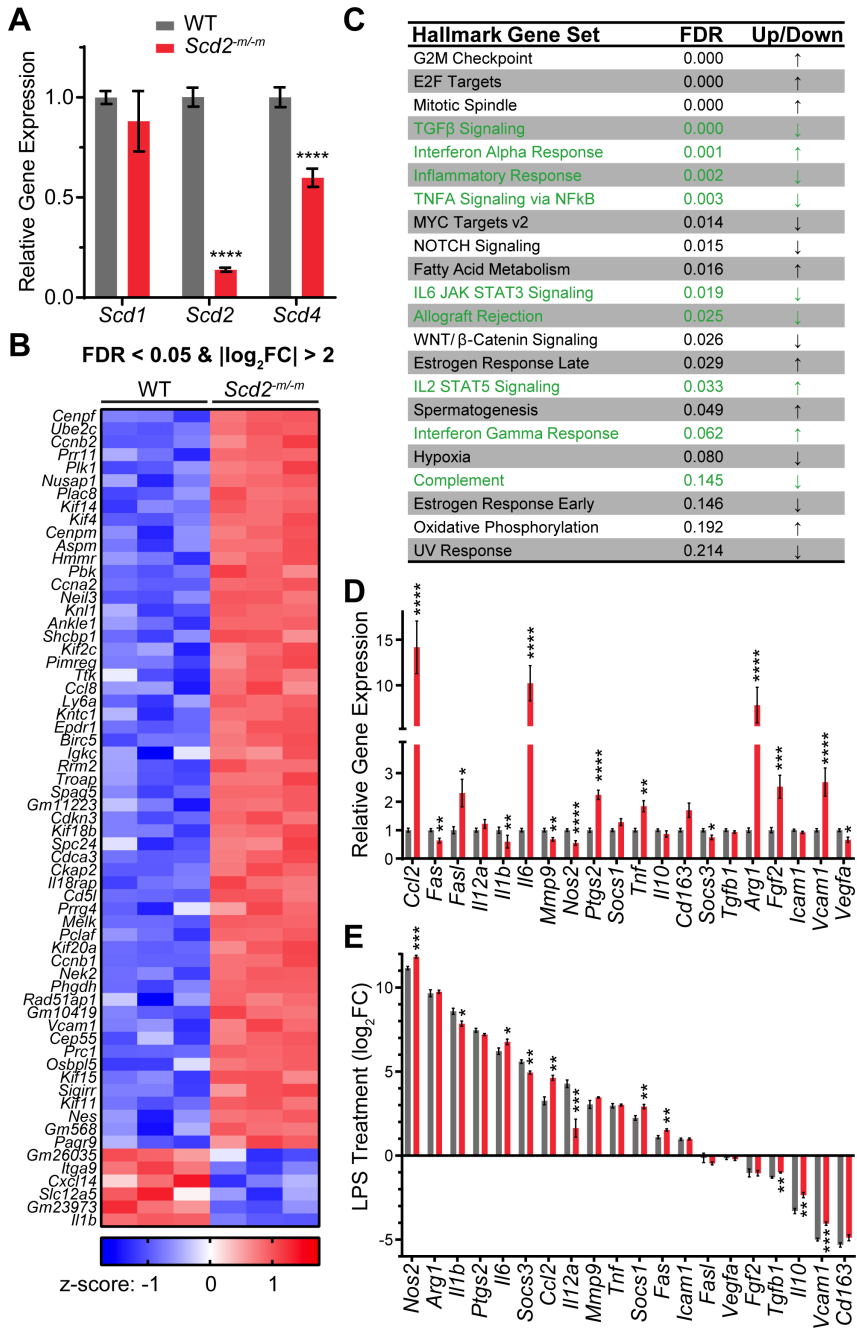 A
WT
Scd2-m/-m
Relative Gene Expression
1.0
0.5
0.0
****
****
Scd1 Scd2 Scd4
B
FDR < 0.05 & |log2FC| > 2
WT Scd2-m/-m
Cenpf
Ube2c
Ccnb2
Prr11
Plk1
Nusap1
Plac8
Kif14
Kif4
Cenpm
Aspm
Hmmr
Pbk
Ccna2
Neil3
Knl1
Ankle1
Shcbp1
Kif2c
Pimreg
Ttk
Ccl8
Ly6a
Kntc1
Epdr1
Birc5
Igkc
Rrm2
Troap
Spag5
Gm11223
Cdkn3
Kif18b
Spc24
Cdca3
Ckap2
Il18rap
Cd5l
Prrg4
Melk
Pclaf
Kif20a
Ccnb1
Nek2
Phgdh
Rad51ap1
Gm10419
Vcam1
Cep55
Prc1
Osbpl5
Kif15
Sigirr
Kif11
Nes
Gm568
Paqr9
Gm26035
Itga9
Cxcl14
Slc12a5
Gm23973
Il1b
z-score: -1 0 1
C
Hallmark Gene Set FDR Up/Down
G2M Checkpoint 0.000 ↑
E2F Targets 0.000 ↑
Mitotic Spindle 0.000 ↑
TGFβ Signaling 0.000 ↓
Interferon Alpha Response 0.001 ↑
Inflammatory Response 0.002 ↓
TNFA Signaling via NFkB 0.003 ↓
MYC Targets v2 0.014 ↓
NOTCH Signaling 0.015 ↓
Fatty Acid Metabolism 0.016 ↑
IL6 JAK STAT3 Signaling 0.019 ↓
Allograft Rejection 0.025 ↓
WNT/ β-Catenin Signaling 0.026 ↓
Estrogen Response Late 0.029 ↑
IL2 STAT5 Signaling 0.033 ↑
Spermatogenesis 0.049 ↑
Interferon Gamma Response 0.062 ↑
Hypoxia 0.080 ↓
Complement 0.145 ↓
Estrogen Response Early 0.146 ↓
Oxidative Phosphorylation 0.192 ↑
UV Response 0.214 ↓
D
Relative Gene Expression
15
10
3
2
1
0
**** ** * ** **** ** **** **** ** * **** *** **** *
Ccl2 Fas Fasl Il12a Il1b Il6 Mmp9 Nos2 Ptgs2 Socs1 Tnf Il10 Cd163 Socs3 Tgfb1 Arg1 Fgf2 Icam1 Vcam1 Vegfa
E
LPS Treatment (log2FC)
10
5
0
-5
*** * * ** ** *** ** ** ** ** ***
Nos2 Arg1 Il1b Ptgs2 Il6 Socs3 Ccl2 Il12a Mmp9 Tnf Socs1 Fas Icam1 Fasl Vegfa Fgf2 Tgfb1 Il10 Vcam1 Cd163